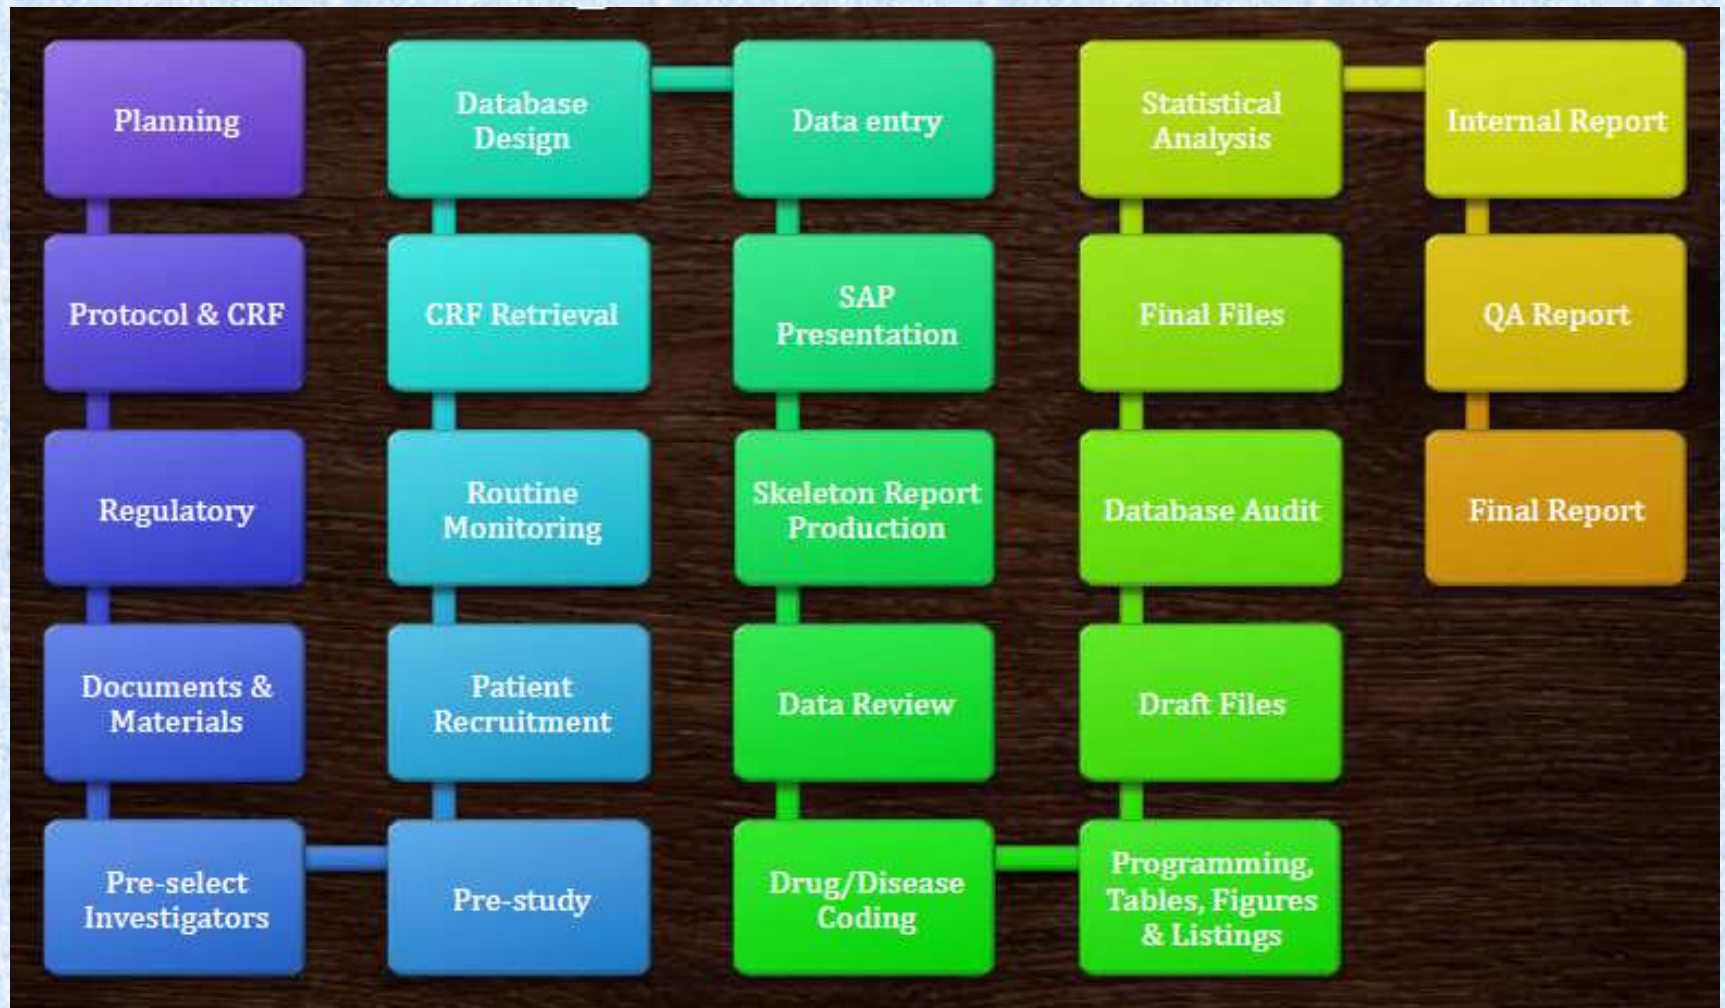 Planning
Protocol & CRF
Regulatory
Documents &
Materials
Pre-select
Investigators
Pre-study
Patient
Recruitment
Routine
Monitoring
CRF Retrieval
Database
Design
Data entry
SAP
Presentation
Skeleton Report
Production
Data Review
Drug/Disease
Coding
Programming,
Tables, Figures
& Listings
Draft Files
Database Audit
Final Files
Statistical
Analysis
Internal Report
QA Report
Final Report